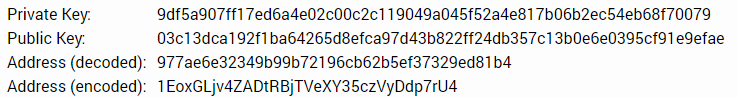 Private Key: 9df5a907ff17ed6a4e02c00c2c119049a045f52a4e817b06b2ec54eb68f70079
Public Key: 03c13dca192f1ba64265d8efca97d43b822ff24db357c13b0e6e0395cf91e9efae
Address (decoded): 977ae6e32349b99b72196cb62b5ef37329ed81b4
Address (encoded): 1EoxGLjv4ZADtRBjTVeXY35czVyDdp7rU4